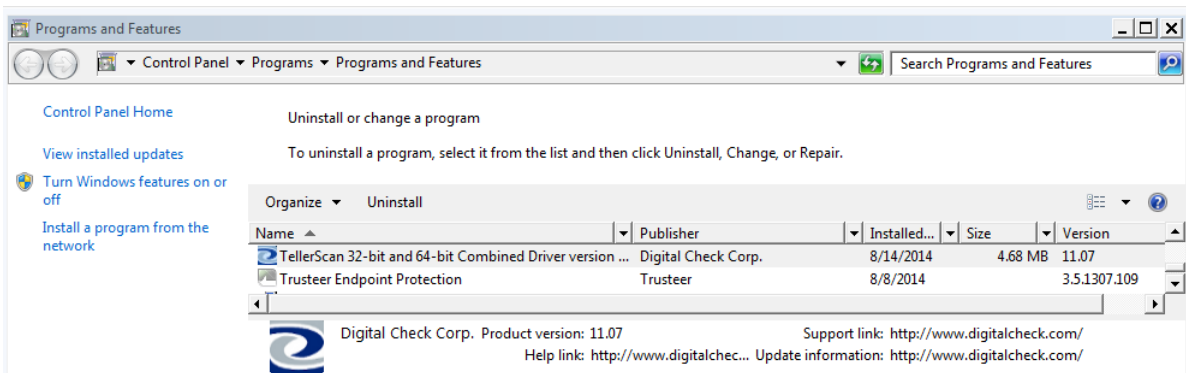 Programs and Features
Control Panel Programs Programs and Features Search Programs and Features
Control Panel Home
View installed updates
Turn Windows features on or
off
Install a program from the
network
Uninstall or change a program
To uninstall a program, select it from the list and then click Uninstall, Change, or Repair.
Organize Uninstall
Name Publisher Installed... Size Version
TellerScan 32-bit and 64-bit Combined Driver version ... Digital Check Corp. 8/14/2014 4.68 MB 11.07
Trusteer Endpoint Protection Trusteer 8/8/2014 3.5.1307.109
Digital Check Corp. Product version: 11.07 Support link: http://www.digitalcheck.com/
Help link: http://www.digitalchec... Update information: http://www.digitalcheck.com/